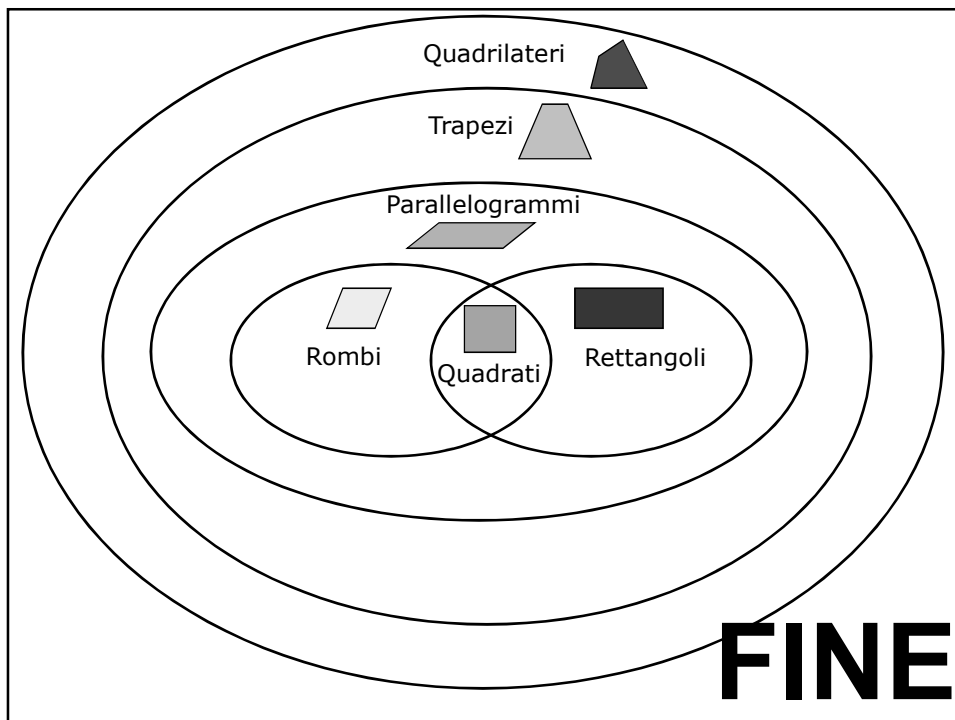 Quadrilateri
Trapezi
Parallelogrammi
Rombi
Quadrati
Rettangoli
FINE